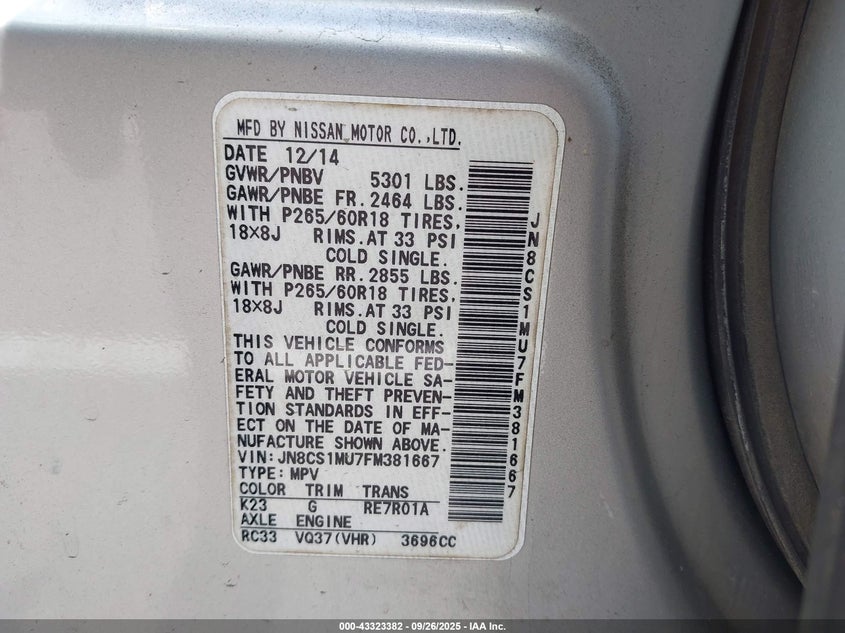 MFD BY NISSAN MOTOR CO.,LTD.
DATE 12/14
GVWR/PNBV 5301 LBS.
GAWR/PNBE FR. 2464 LBS.
WITH P265/60R18 TIRES,
18×8J RIMS.AT 33 PSI
COLD SINGLE.
GAWR/PNBE RR. 2855 LBS.
WITH P265/60R18 TIRES,
18×8J RIMS.AT 33 PSI
COLD SINGLE.
THIS VEHICLE CONFORMS
TO ALL APPLICABLE FED-
ERAL MOTOR VEHICLE SA-
FETY AND THEFT PREVEN-
TION STANDARDS IN EFF-
ECT ON THE DATE OF MA-
NUFACTURE SHOWN ABOVE.
VIN:JN8CS1MU7FM381667
TYPE: MPV
COLOR TRIM TRANS
K23 G RE7R01A
AXLE ENGINE
RC33 VQ37(VHR) 3696CC
JN8CS1MU7FM381667
000-43323382 - 09/26/2025 - IAA Inc.